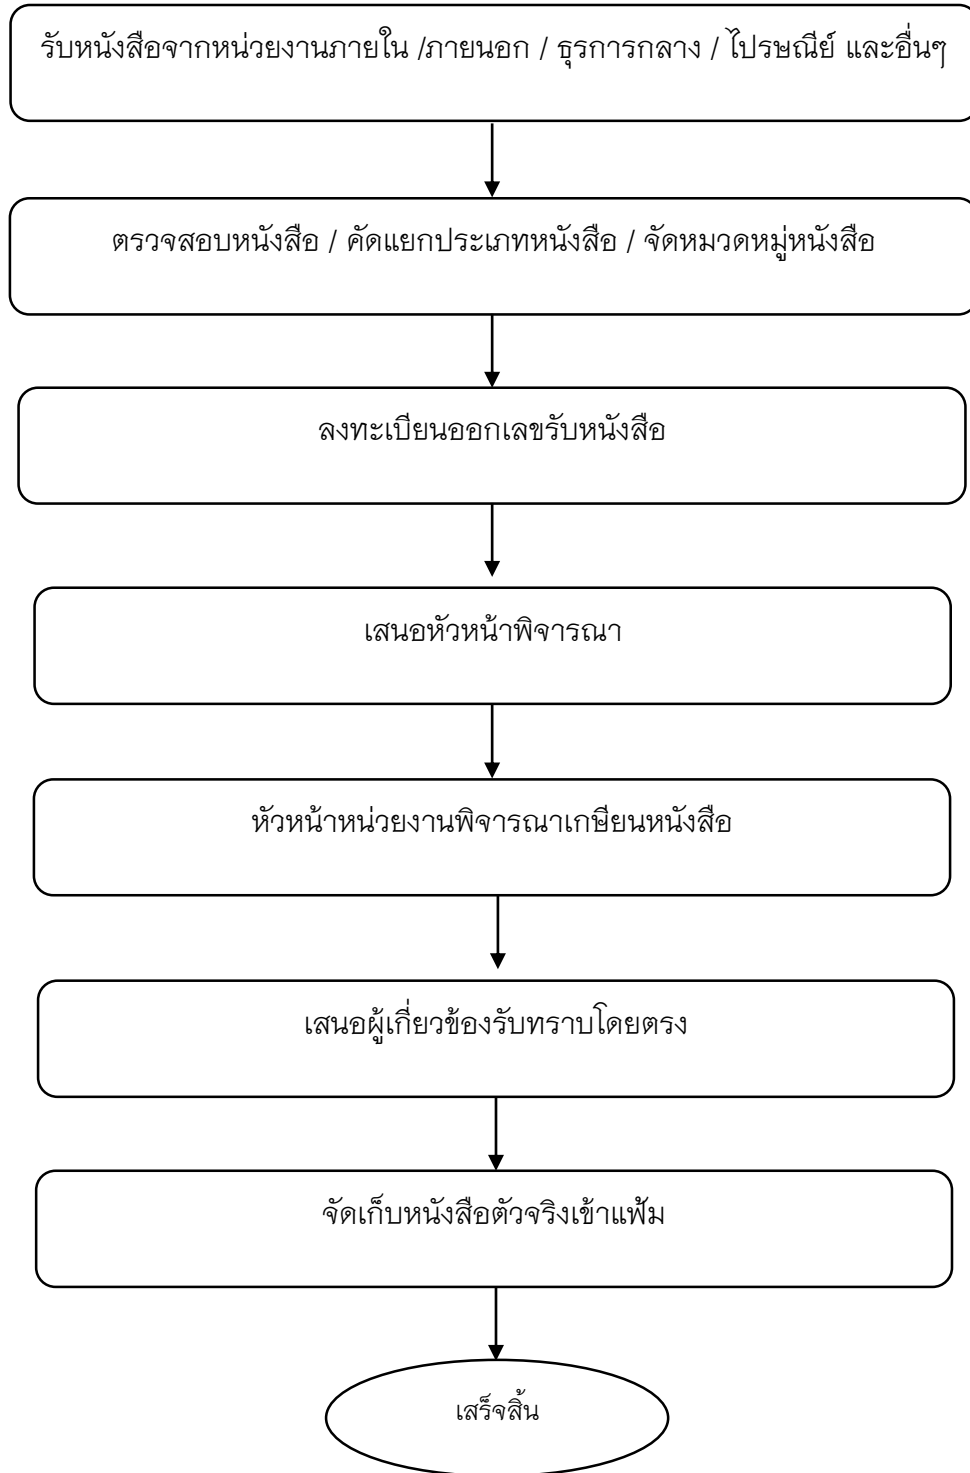 รับหนังสือจากหน่วยงานภายใน /ภายนอก / ธุรการกลาง / ไปรษณีย์ และอื่นๆ
ตรวจสอบหนังสือ / คัดแยกประเภทหนังสือ / จัดหมวดหมู่หนังสือ
ลงทะเบียนออกเลขรับหนังสือ
เสนอหัวหน้าพิจารณา
หัวหน้าหน่วยงานพิจารณาเกษียนหนังสือ
เสนอผู้เกี่ยวข้องรับทราบโดยตรง
จัดเก็บหนังสือตัวจริงเข้าแฟ้ม
เสร็จสิ้น